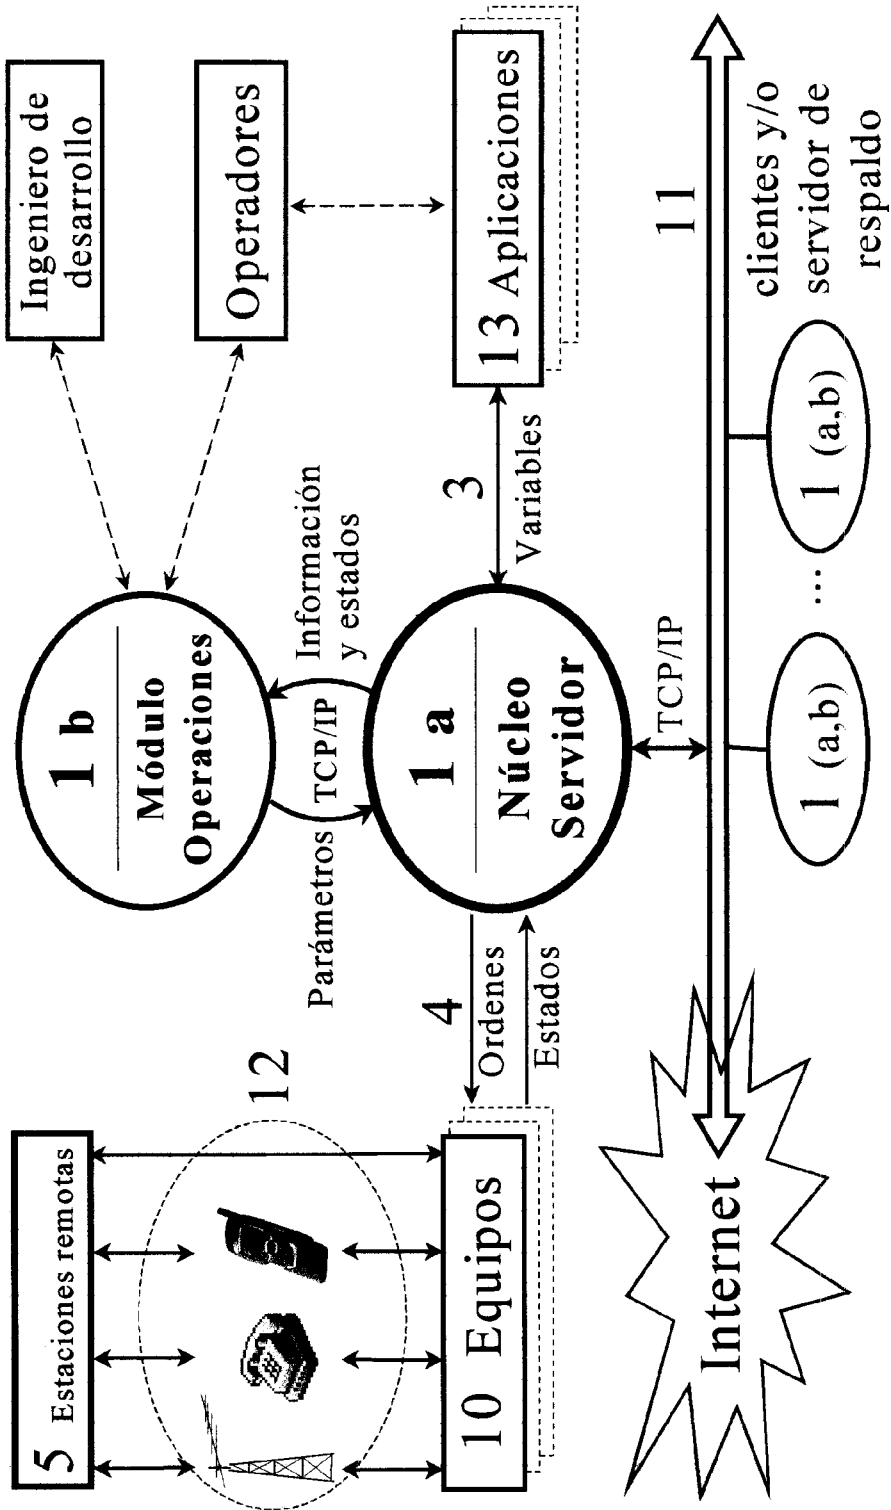 5 Estaciones remotas
12
10 Equipos
4
Ordenes
Estados
1 b
Módulo
Operaciones
Parámetros
TCP/IP
Información
y estados
1 a
Núcleo
Servidor
3
Variables
Ingeniero de
desarrollo
Operadores
13 Aplicaciones
TCP/IP
11
Internet
1 (a,b)
....
1 (a,b)
clientes y/o
servidor de
respaldo